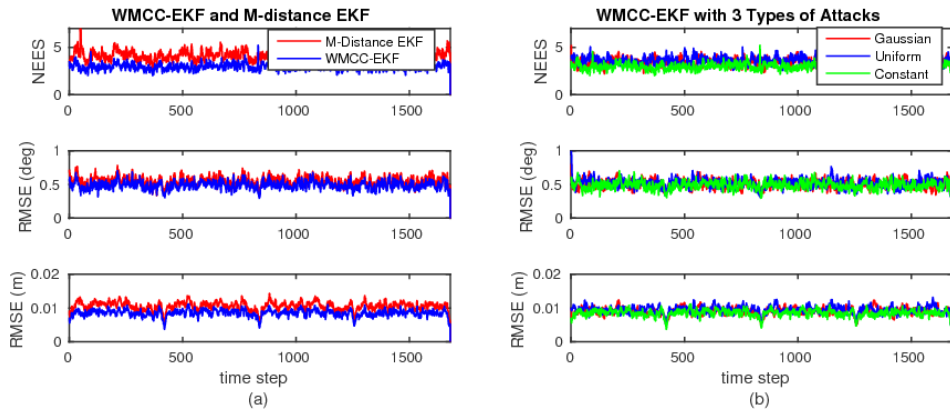 WMCC-EKF and M-distance EKF
NEES
5
0
0
500
1000
1500
M-Distance EKF
WMCC-EKF
RMSE (deg)
1
0.5
0
0
500
1000
1500
RMSE (m)
0.02
0.01
0
0
500
1000
1500
time step
(a)
WMCC-EKF with 3 Types of Attacks
NEES
5
0
0
500
1000
1500
Gaussian
Uniform
Constant
RMSE (deg)
1
0.5
0
0
500
1000
1500
RMSE (m)
0.02
0.01
0
0
500
1000
1500
time step
(b)